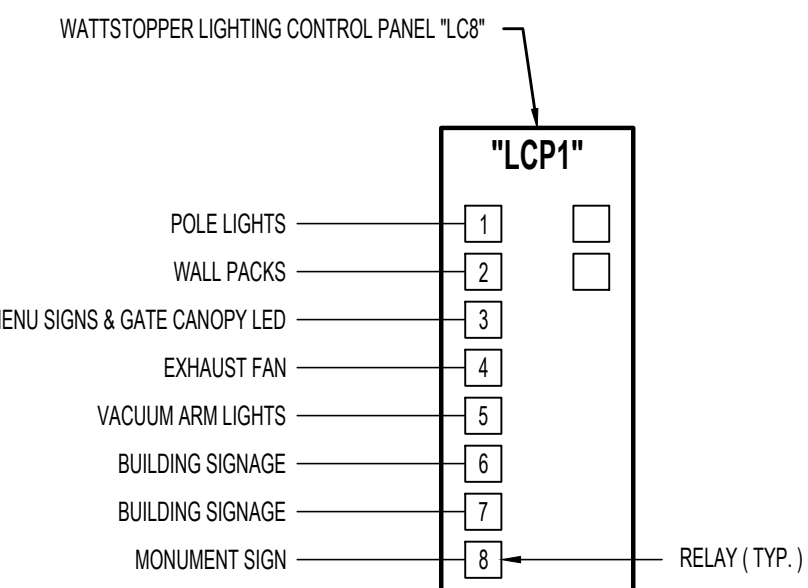 WATTSTOPPER LIGHTING CONTROL PANEL "LC8"
"LCP1"
POLE LIGHTS 1
WALL PACKS 2
SIGNS & GATE CANOPY LED 3
EXHAUST FAN 4
VACUUM ARM LIGHTS 5
BUILDING SIGNAGE 6
BUILDING SIGNAGE 7
MONUMENT SIGN 8 RELAY ( TYP. )